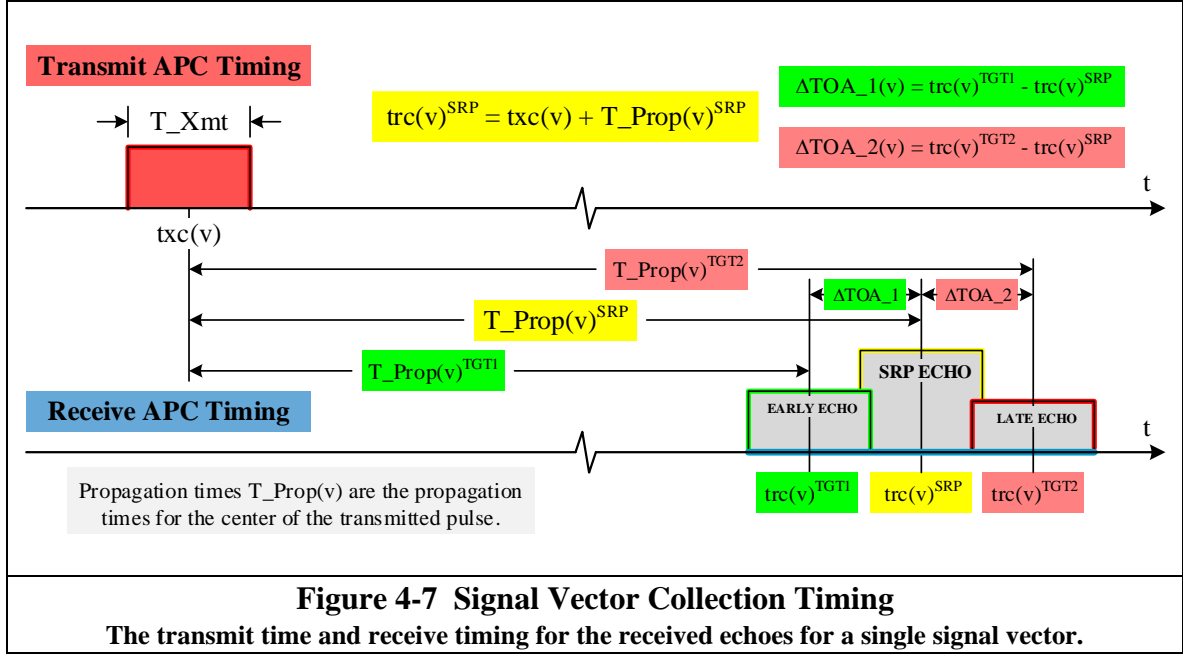 Transmit APC Timing
T_Xmt
trc(v)^SRP = txc(v) + T_Prop(v)^SRP
ΔTOA_1(v) = trc(v)^TGT1 - trc(v)^SRP
ΔTOA_2(v) = trc(v)^TGT2 - trc(v)^SRP
t
txc(v)
T_Prop(v)^TGT2
ΔTOA_1
ΔTOA_2
T_Prop(v)^SRP
T_Prop(v)^TGT1
SRP ECHO
Receive APC Timing
EARLY ECHO
LATE ECHO
t
trc(v)^TGT1
trc(v)^SRP
trc(v)^TGT2
Propagation times T_Prop(v) are the propagation
times for the center of the transmitted pulse.
Figure 4-7 Signal Vector Collection Timing
The transmit time and receive timing for the received echoes for a single signal vector.